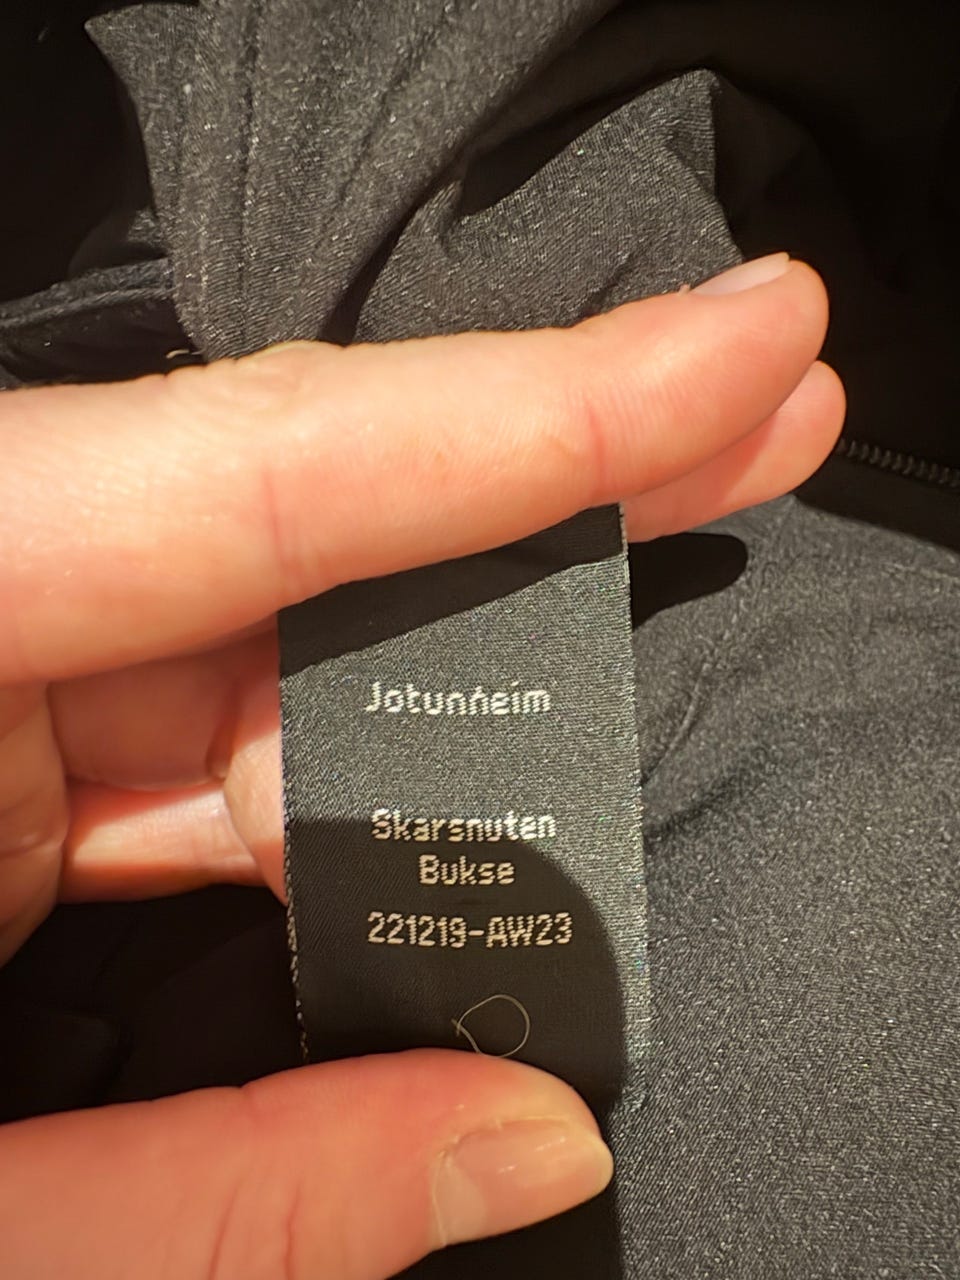 Jotunheim
Skarsnuten
Bukse
221219-AW23